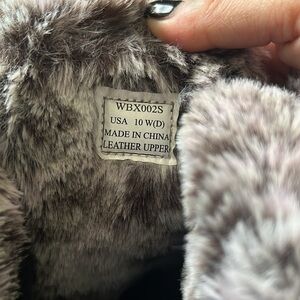 WBX002S
USA 10 W(D)
MADE IN CHINA
LEATHER UPPER